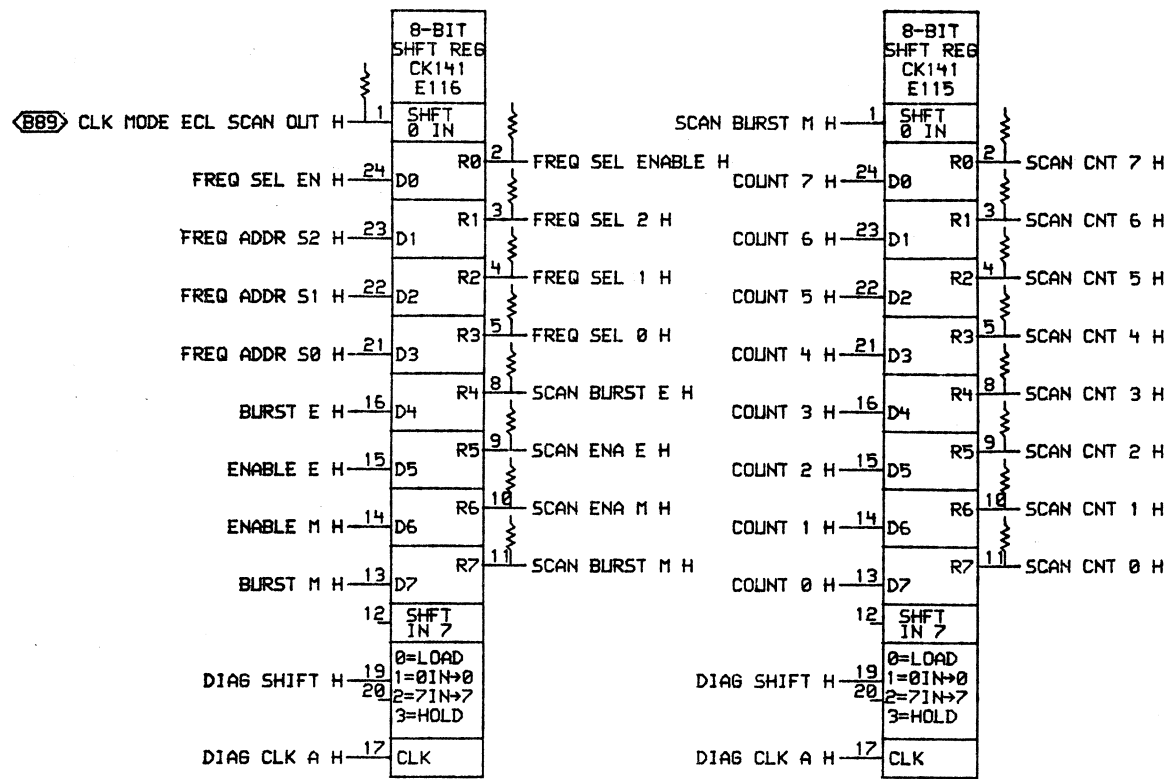 8-BIT
SHFT REG
CK141
E116
<B89> CLK MODE ECL SCAN OUT H 1 SHFT
0 IN
R0 2 FREQ SEL ENABLE H
FREQ SEL EN H 24 D0
R1 3 FREQ SEL 2 H
FREQ ADDR S2 H 23 D1
R2 4 FREQ SEL 1 H
FREQ ADDR S1 H 22 D2
R3 5 FREQ SEL 0 H
FREQ ADDR S0 H 21 D3
R4 8 SCAN BURST E H
BURST E H 16 D4
R5 9 SCAN ENA E H
ENABLE E H 15 D5
R6 10 SCAN ENA M H
ENABLE M H 14 D6
R7 11 SCAN BURST M H
BURST M H 13 D7
12 SHFT
IN 7
0=LOAD
DIAG SHIFT H 19 1=0IN→0
20 2=7IN→7
3=HOLD
DIAG CLK A H 17 CLK
8-BIT
SHFT REG
CK141
E115
SCAN BURST M H 1 SHFT
0 IN
R0 2 SCAN CNT 7 H
COUNT 7 H 24 D0
R1 3 SCAN CNT 6 H
COUNT 6 H 23 D1
R2 4 SCAN CNT 5 H
COUNT 5 H 22 D2
R3 5 SCAN CNT 4 H
COUNT 4 H 21 D3
R4 8 SCAN CNT 3 H
COUNT 3 H 16 D4
R5 9 SCAN CNT 2 H
COUNT 2 H 15 D5
R6 10 SCAN CNT 1 H
COUNT 1 H 14 D6
R7 11 SCAN CNT 0 H
COUNT 0 H 13 D7
12 SHFT
IN 7
0=LOAD
DIAG SHIFT H 19 1=0IN→0
20 2=7IN→7
3=HOLD
DIAG CLK A H 17 CLK